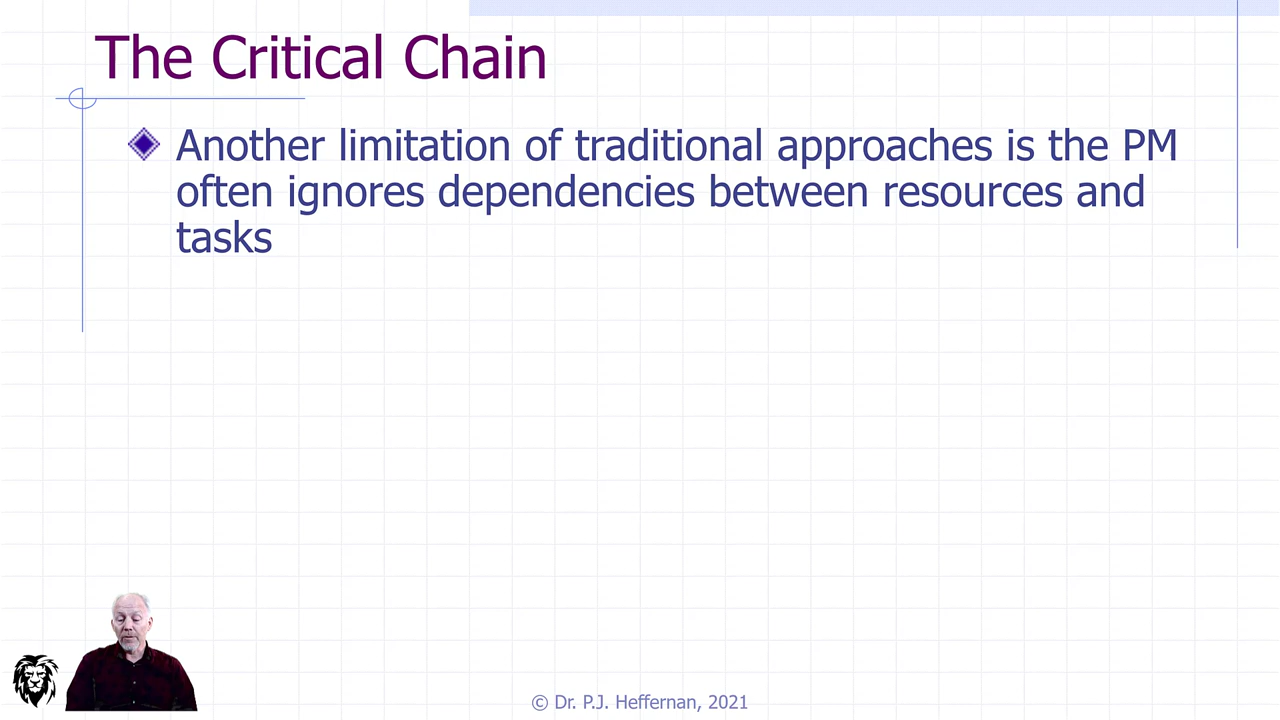 The Critical Chain
Another limitation of traditional approaches is the PM
often ignores dependencies between resources and
tasks
© Dr. P.J. Heffernan, 2021